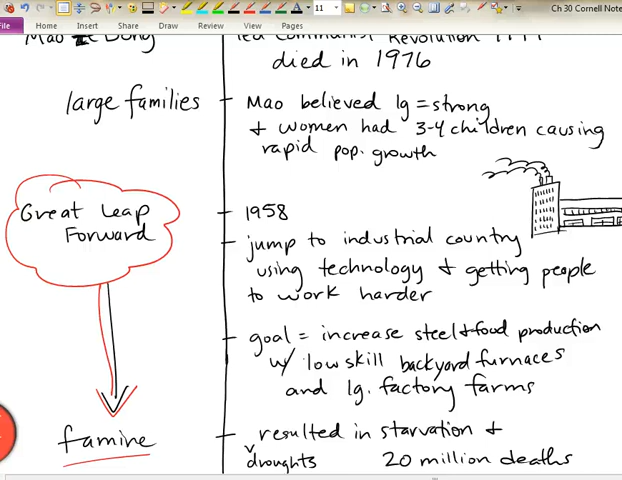 11
Ch 30 Cornell Note
File
Home
Insert
Share
Draw
Review
View
Pages
Mao Ze Dong
led Communist Revolution
died in 1976
large families
Mao believed lg = strong
+ women had 3-4 children causing
rapid pop. growth
Great Leap
Forward
1958
jump to industrial country
using technology + getting people
to work harder
goal = increase steel + food production
w/ low skill backyard furnaces
and lg. factory farms
famine
resulted in starvation +
droughts 20 million deaths